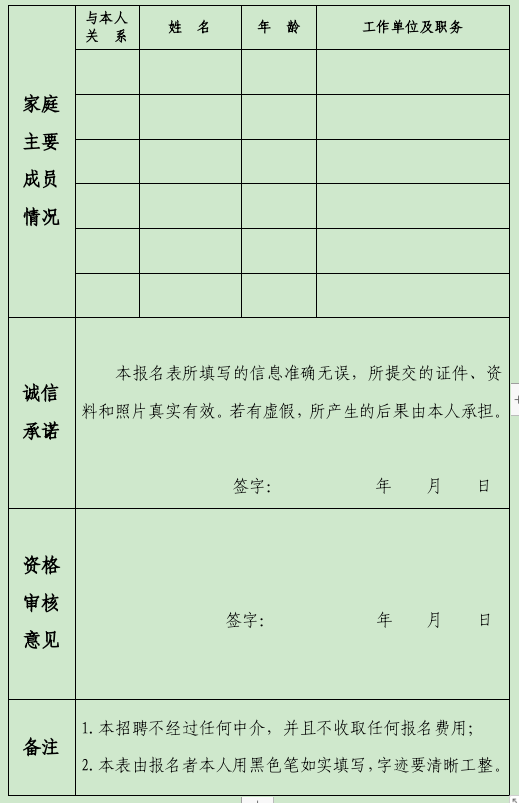 与本人
关 系
姓 名
年 龄
工作单位及职务
家庭
主要
成员
情况
诚信
承诺
本报名表所填写的信息准确无误，所提交的证件、资
料和照片真实有效。若有虚假，所产生的后果由本人承担。
签字： 年 月 日
资格
审核
意见
签字： 年 月 日
备注
1.本招聘不经过任何中介，并且不收取任何报名费用；
2.本表由报名者本人用黑色笔如实填写，字迹要清晰工整。